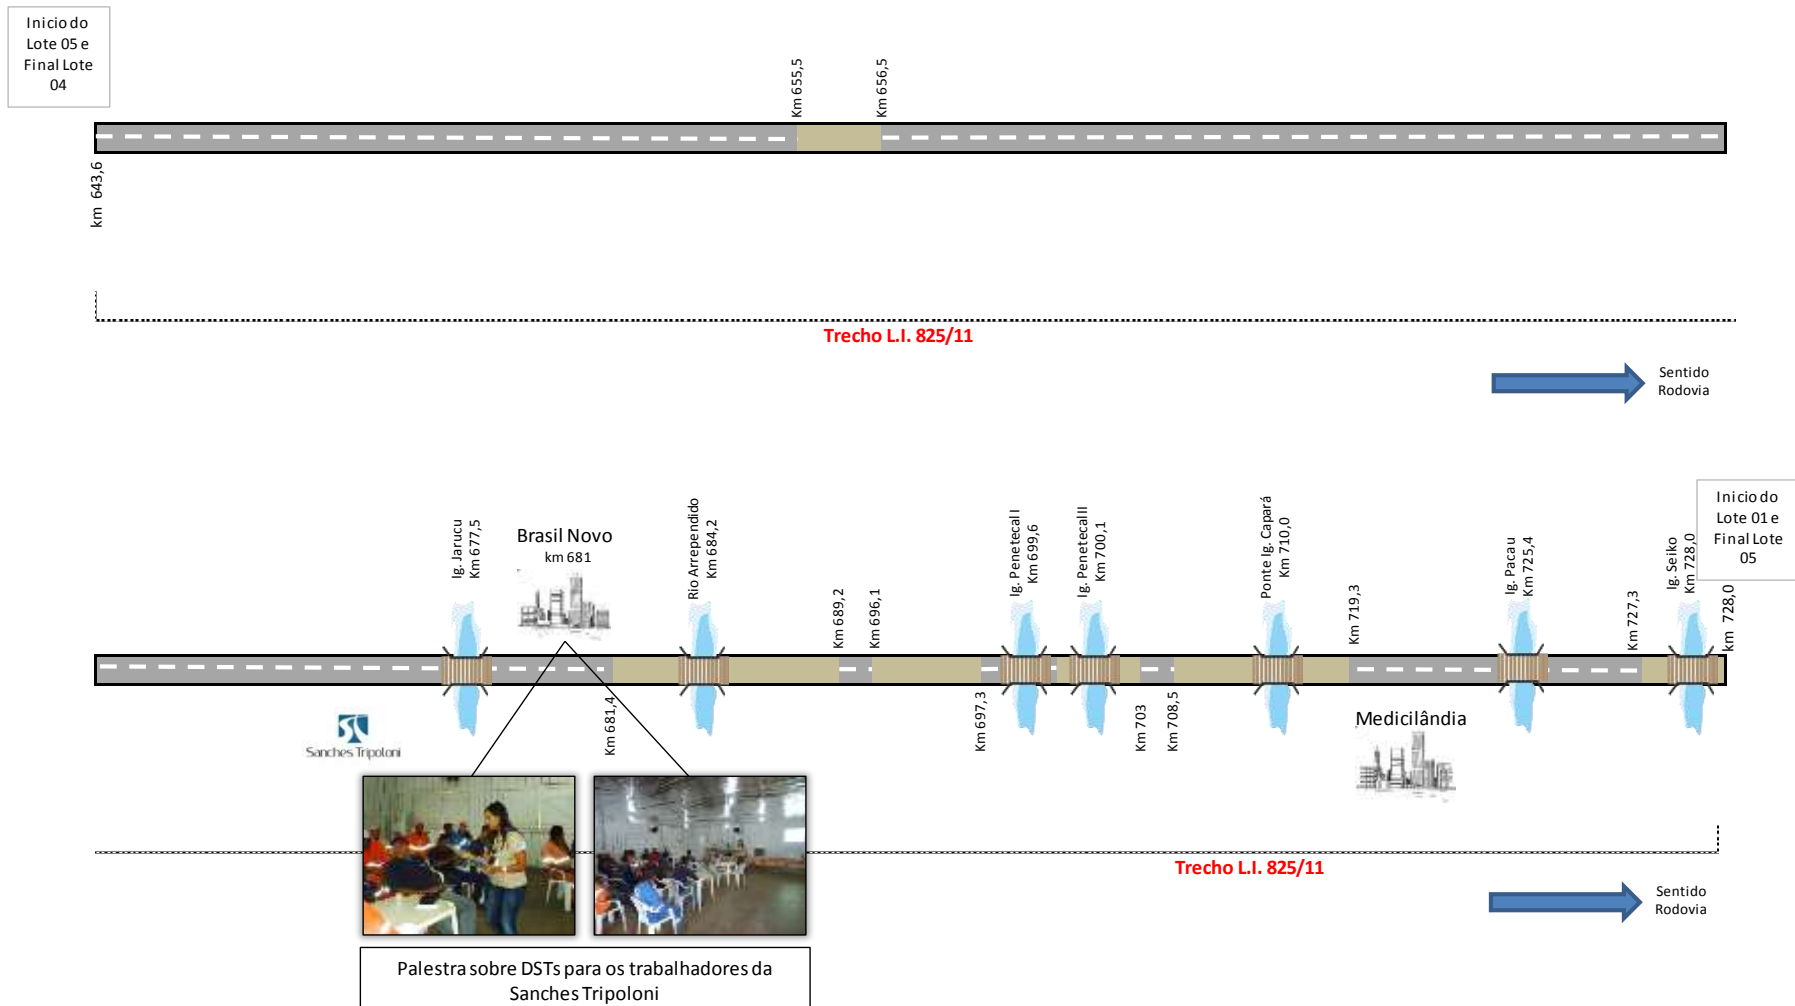 Inicio do
Lote 05 e
Final Lote
04
Km 655,5
Km 656,5
km 643,6
Trecho L.I. 825/11
Sentido
Rodovia
Inicio do
Lote 01 e
Final Lote
05
Ig. Jarucu
Km 677,5
Brasil Novo
km 681
Rio Arrependido
Km 684,2
Km 689,2
Km 696,1
Ig. Penetecal I
Km 699,6
Ig. Penetecal II
Km 700,1
Ponte Ig. Capará
Km 710,0
Km 719,3
Ig. Pacau
Km 725,4
Km 727,3
Ig. Seiko
Km 728,0
km 728,0
Km 681,4
Km 697,3
Km 703
Km 708,5
Sanches Tripoloni
Medicilândia
Trecho L.I. 825/11
Sentido
Rodovia
Palestra sobre DSTs para os trabalhadores da
Sanches Tripoloni